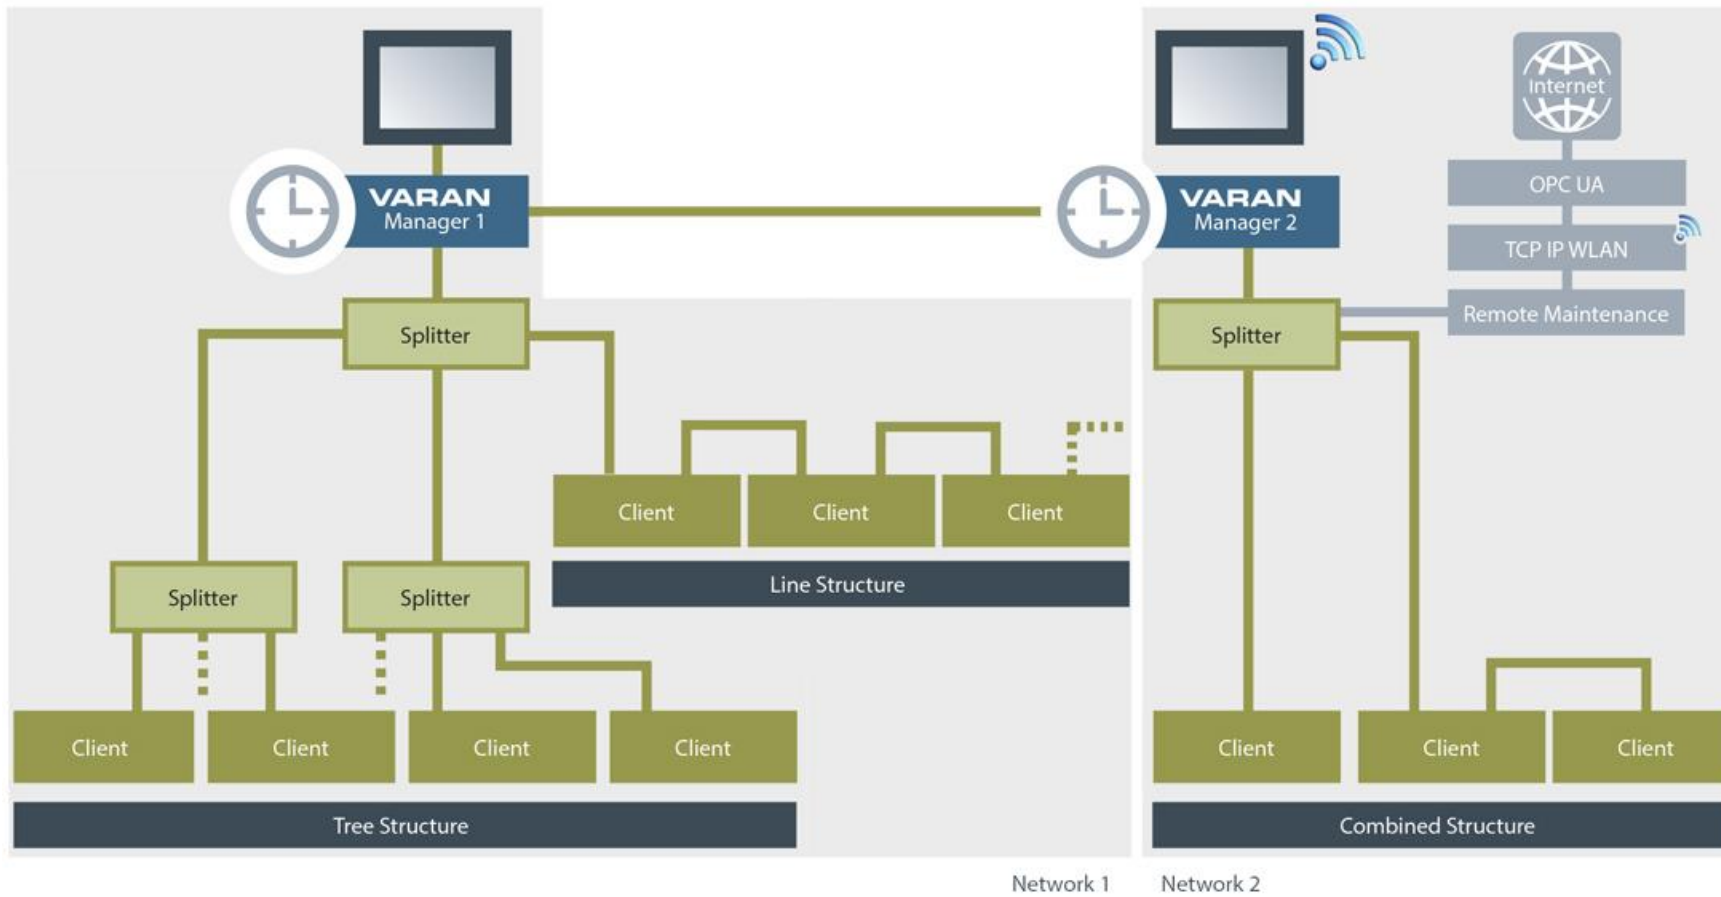 VARAN
Manager 1
VARAN
Manager 2
Internet
OPC UA
TCP IP WLAN
Remote Maintenance
Splitter
Splitter
Client
Client
Client
Line Structure
Splitter
Splitter
Client
Client
Client
Client
Client
Client
Client
Tree Structure
Combined Structure
Network 1
Network 2